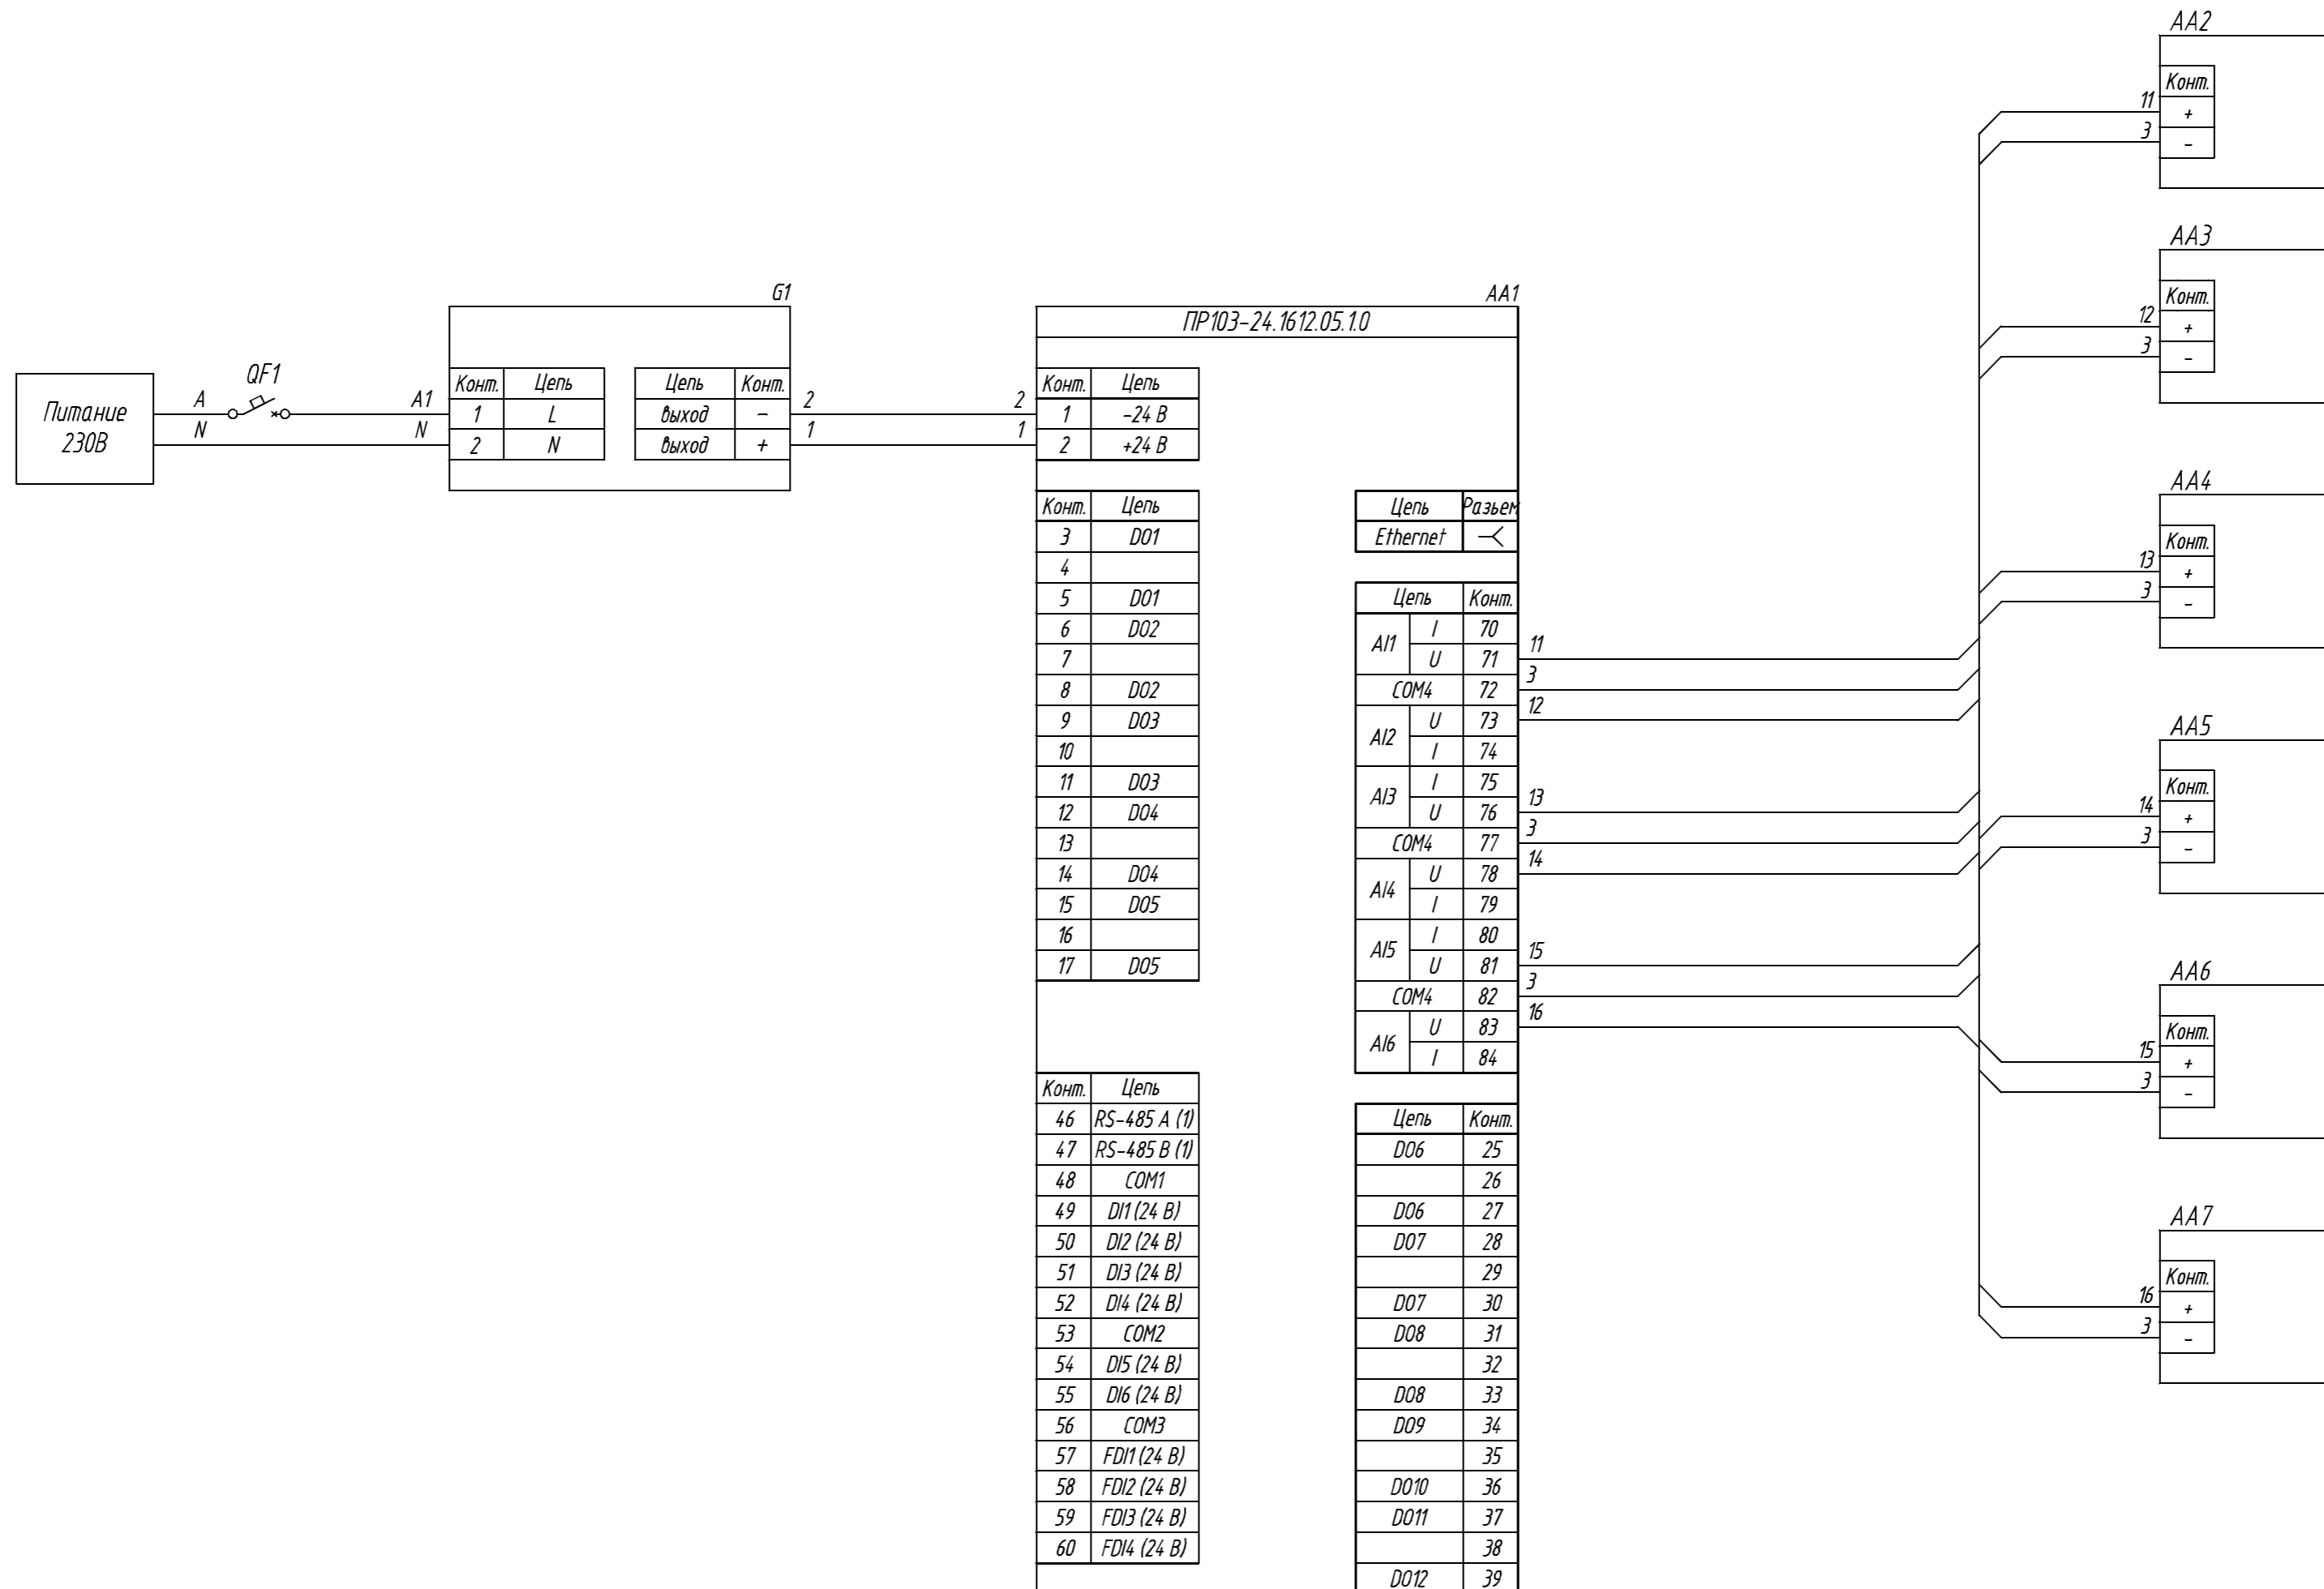 AA2
Конт.
11 +
3 -
AA3
Конт.
12 +
3 -
AA4
Конт.
13 +
3 -
AA5
Конт.
14 +
3 -
AA6
Конт.
15 +
3 -
AA7
Конт.
16 +
3 -
Питание
230В
A QF1 A1
N N
G1
Конт. Цепь Цепь Конт.
1 L выход - 2
2 N выход + 1
AA1
ПР103-24.1612.05.1.0
Конт. Цепь
2 1 -24 В
1 2 +24 В
Конт. Цепь
3 DO1
4
5 DO1
6 DO2
7
8 DO2
9 DO3
10
11 DO3
12 DO4
13
14 DO4
15 DO5
16
17 DO5
Конт. Цепь
46 RS-485 A (1)
47 RS-485 B (1)
48 COM1
49 DI1 (24 В)
50 DI2 (24 В)
51 DI3 (24 В)
52 DI4 (24 В)
53 COM2
54 DI5 (24 В)
55 DI6 (24 В)
56 COM3
57 FDI1 (24 В)
58 FDI2 (24 В)
59 FDI3 (24 В)
60 FDI4 (24 В)
Цепь Разьем
Ethernet
Цепь Конт.
AI1 I 70
U 71 11
COM4 72 3
AI2 U 73 12
I 74
AI3 I 75
U 76 13
COM4 77 3
AI4 U 78 14
I 79
AI5 I 80
U 81 15
COM4 82 3
AI6 U 83 16
I 84
Цепь Конт.
DO6 25
26
DO6 27
DO7 28
29
DO7 30
DO8 31
32
DO8 33
DO9 34
35
DO10 36
DO11 37
38
DO12 39